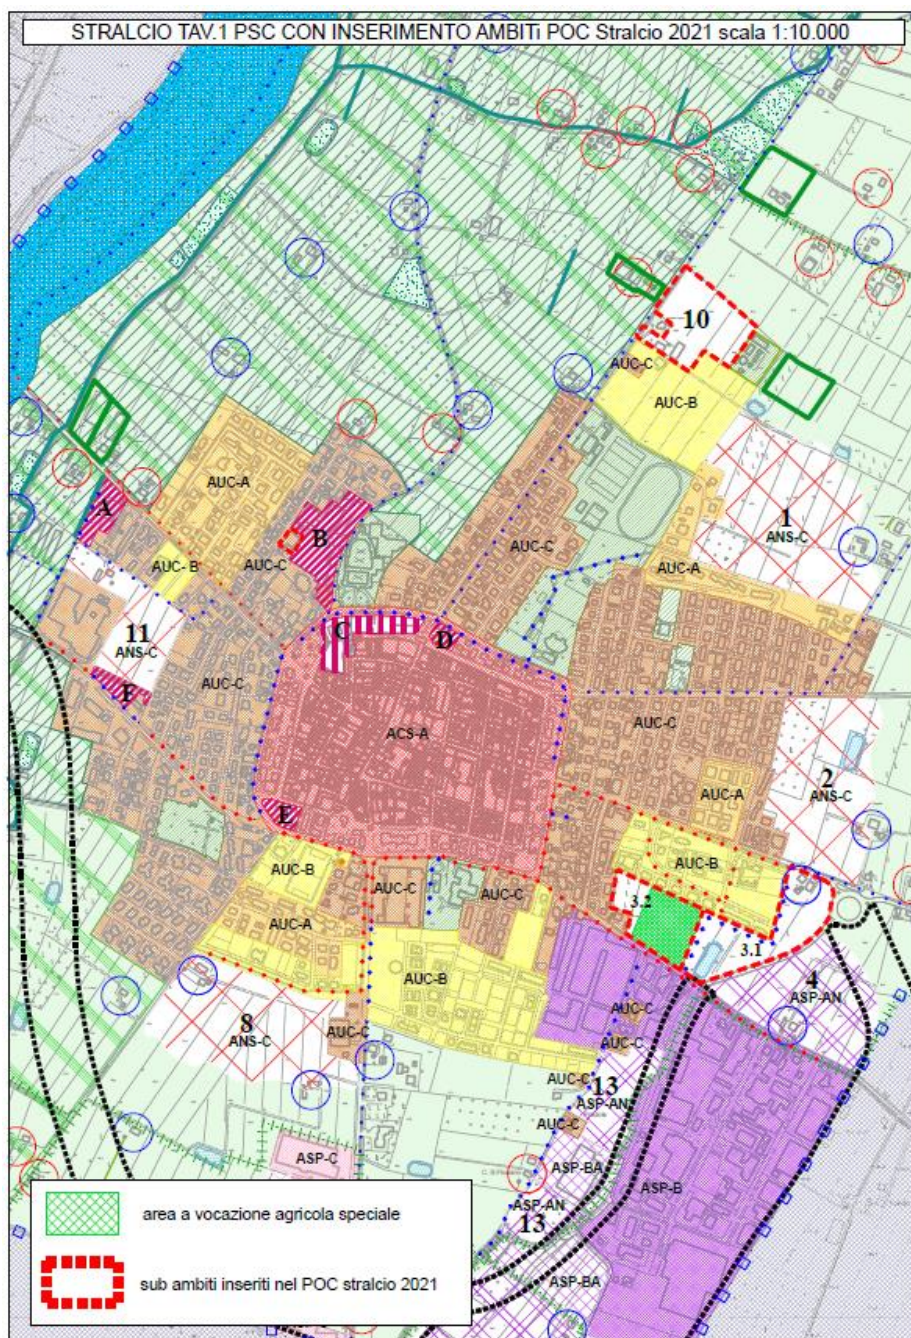 STRALCIO TAV.1 PSC CON INSERIMENTO AMBITi POC Stralcio 2021 scala 1:10.000
10
AUC-C
AUC-B
AUC-A
A
B
1
ANS-C
AUC-C
AUC- B
AUC-C
AUC-A
C
D
11
ANS-C
F
AUC-C
ACS-A
AUC-C
2
ANS-C
AUC-A
E
AUC-B
AUC-B
AUC-C
AUC-C
3.2
AUC-A
3.1
4
ASP-AN
AUC-B
8
ANS-C
AUC-C
AUC-C
AUC-C
AUC-C
13
ASP-AN
AUC-C
ASP-C
ASP-BA
ASP-B
ASP-AN
13
ASP-BA
area a vocazione agricola speciale
sub ambiti inseriti nel POC stralcio 2021